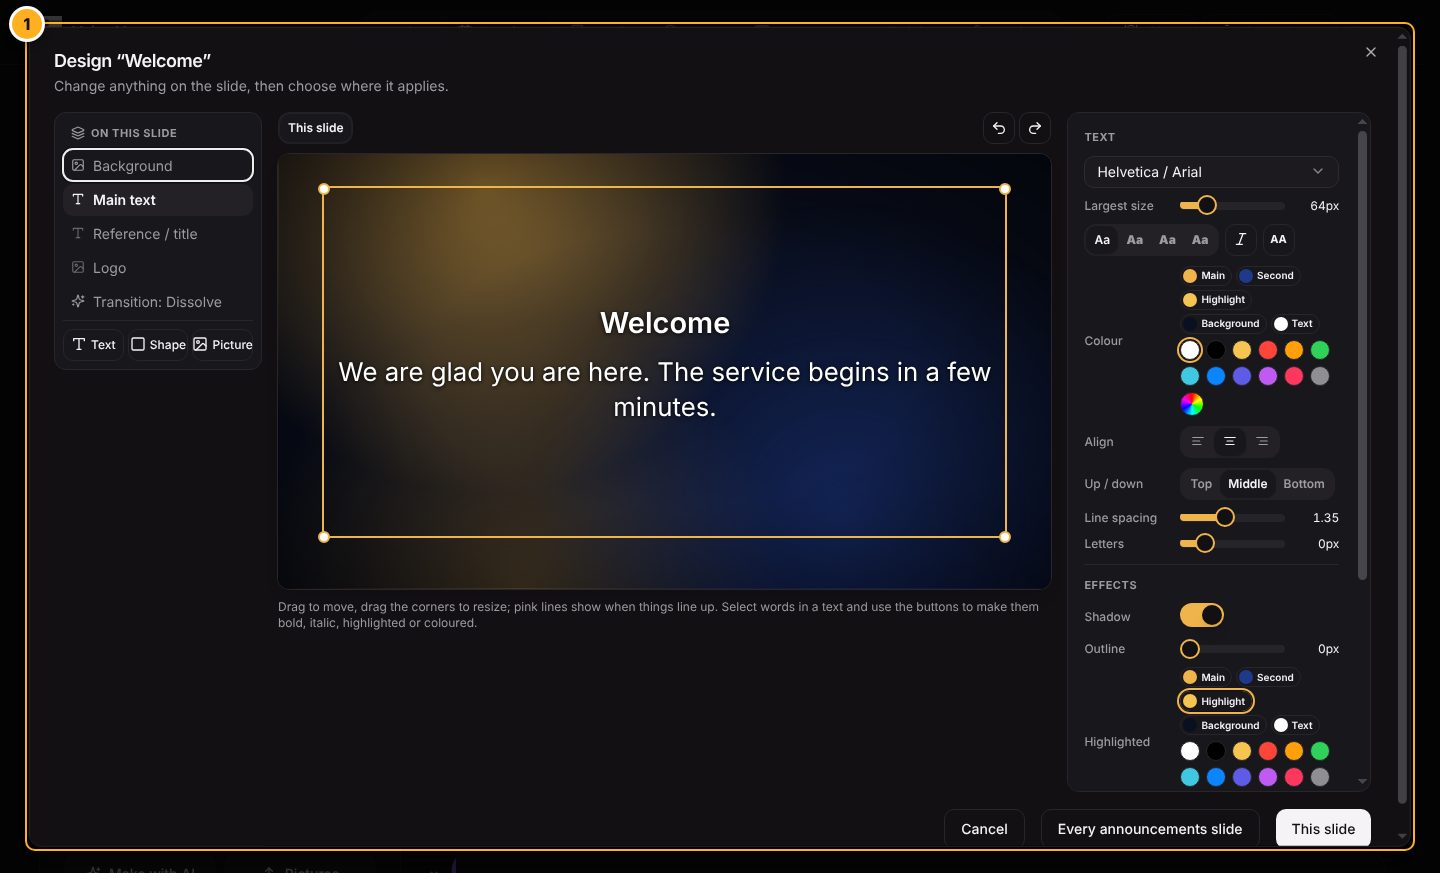 1
Design “Welcome”
Change anything on the slide, then choose where it applies.
ON THIS SLIDE
Background
Main text
Reference / title
Logo
Transition: Dissolve
Text Shape Picture
This slide
Welcome
We are glad you are here. The service begins in a few
minutes.
Drag to move, drag the corners to resize; pink lines show when things line up. Select words in a text and use the buttons to make them
bold, italic, highlighted or coloured.
TEXT
Helvetica / Arial
Largest size 64px
Aa Aa Aa Aa I AA
Main Second
Highlight
Background Text
Colour
Align
Up / down Top Middle Bottom
Line spacing 1.35
Letters 0px
EFFECTS
Shadow
Outline 0px
Main Second
Highlight
Background Text
Highlighted
Cancel Every announcements slide This slide